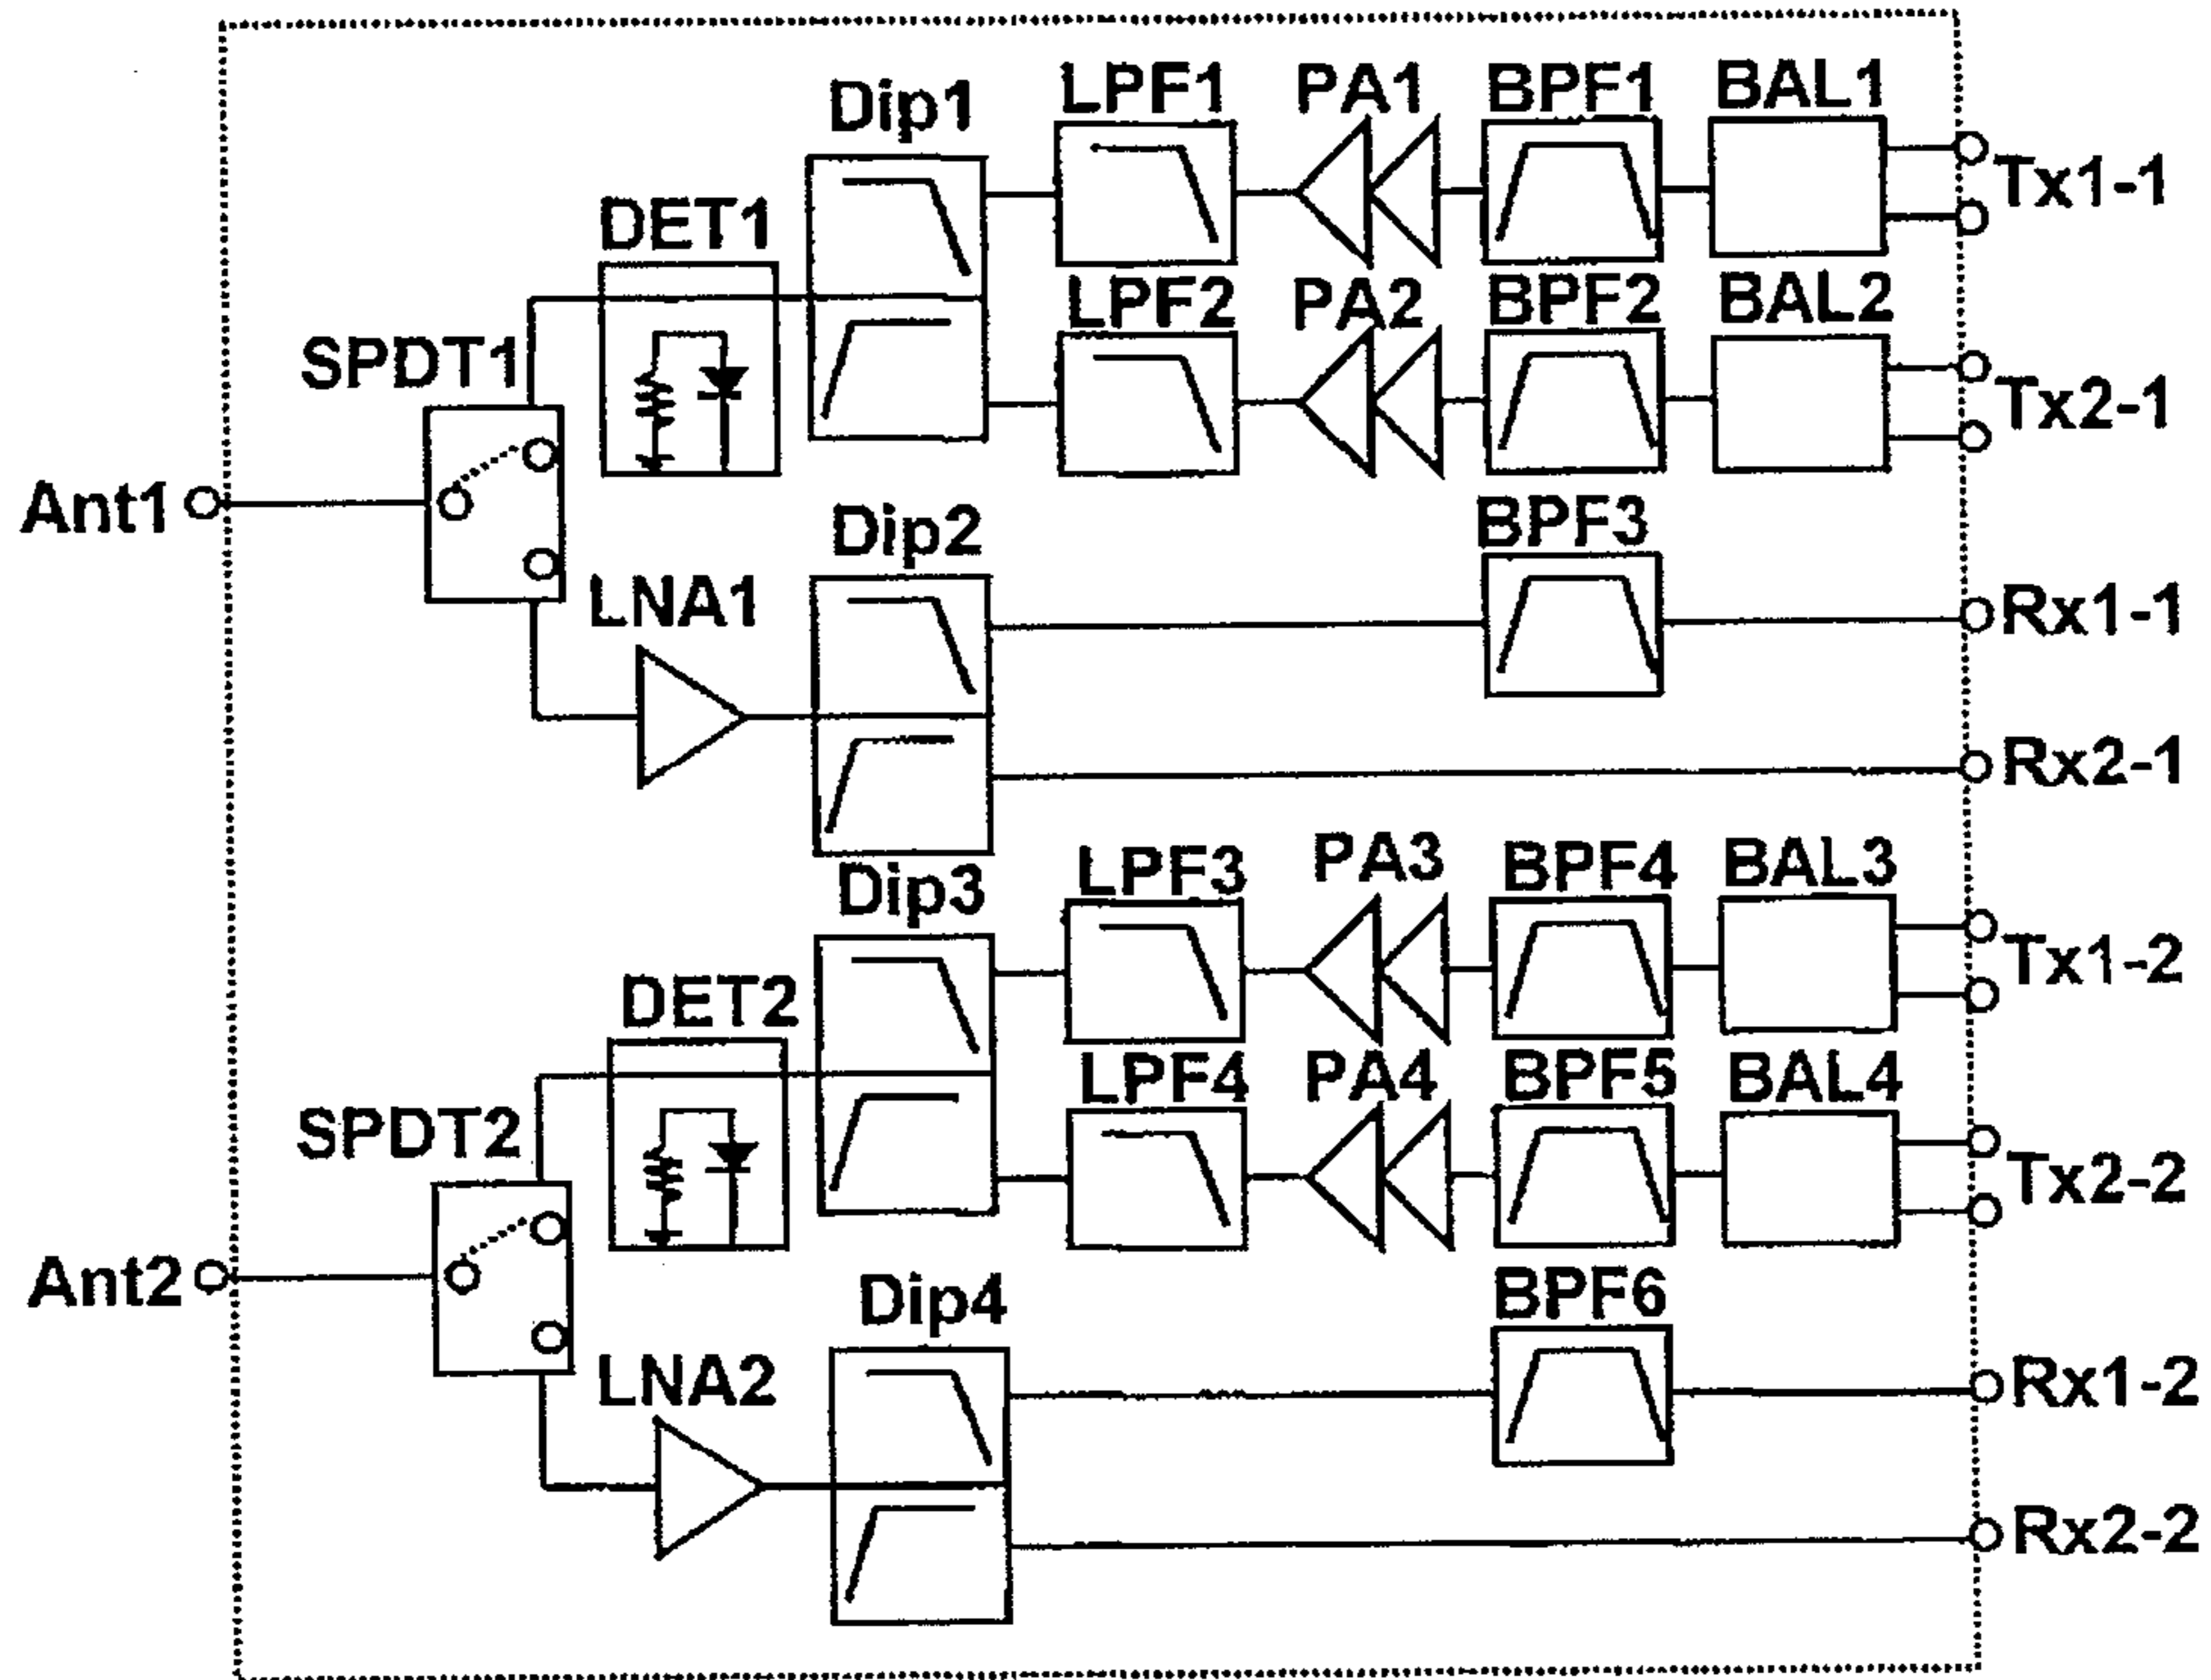 Dip1
LPF1
PA1
BPF1
BAL1
Tx1-1
DET1
LPF2
PA2
BPF2
BAL2
SPDT1
Tx2-1
Ant1
Dip2
BPF3
LNA1
Rx1-1
Rx2-1
Dip3
LPF3
PA3
BPF4
BAL3
Tx1-2
DET2
LPF4
PA4
BPF5
BAL4
SPDT2
Tx2-2
Ant2
Dip4
BPF6
LNA2
Rx1-2
Rx2-2